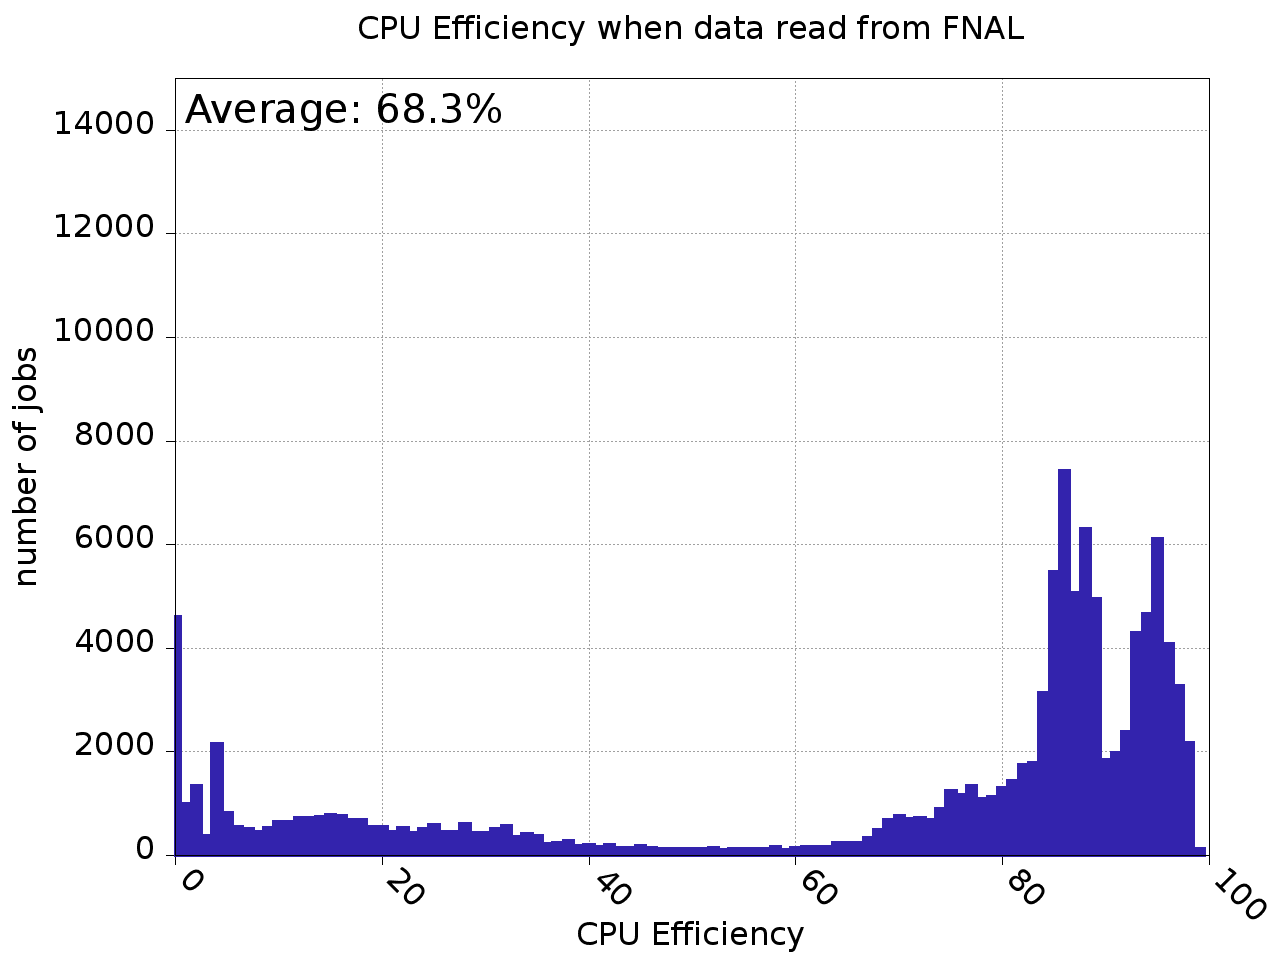 CPU Efficiency when data read from FNAL
Average: 68.3%
14000
12000
10000
8000
6000
4000
2000
0
number of jobs
0 20 40 60 80 100
CPU Efficiency